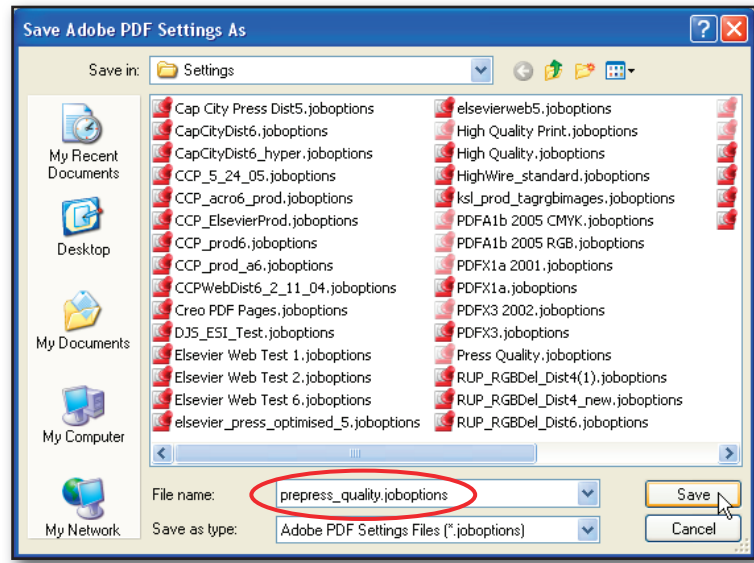 Save Adobe PDF Settings As
Save in:
Settings
My Recent
Documents
Desktop
My Documents
My Computer
My Network
Cap City Press Dist5.joboptions
CapCityDist6.joboptions
CapCityDist6_hyper.joboptions
CCP_5_24_05.joboptions
CCP_acro6_prod.joboptions
CCP_ElsevierProd.joboptions
CCP_prod6.joboptions
CCP_prod_a6.joboptions
CCPWebDist6_2_11_04.joboptions
Creo PDF Pages.joboptions
DJS_ESI_Test.joboptions
Elsevier Web Test 1.joboptions
Elsevier Web Test 2.joboptions
Elsevier Web Test 6.joboptions
elsevier_press_optimised_5.joboptions
elsevierweb5.joboptions
High Quality Print.joboptions
High Quality.joboptions
HighWire_standard.joboptions
ksl_prod_tagrgbimages.joboptions
PDFA1b 2005 CMYK.joboptions
PDFA1b 2005 RGB.joboptions
PDFX1a 2001.joboptions
PDFX1a.joboptions
PDFX3 2002.joboptions
PDFX3.joboptions
Press Quality.joboptions
RUP_RGBDel_Dist4(1).joboptions
RUP_RGBDel_Dist4_new.joboptions
RUP_RGBDel_Dist6.joboptions
File name:
prepress_quality.joboptions
Save
Save as type:
Adobe PDF Settings Files (*.joboptions)
Cancel